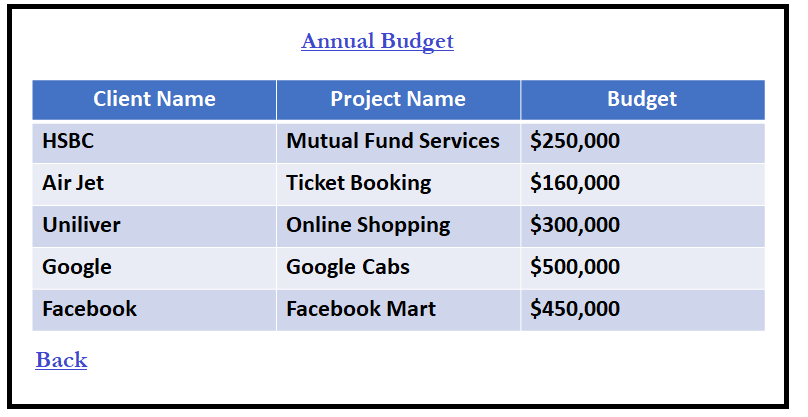 Annual Budget
Client Name Project Name Budget
HSBC Mutual Fund Services $250,000
Air Jet Ticket Booking $160,000
Uniliver Online Shopping $300,000
Google Google Cabs $500,000
Facebook Facebook Mart $450,000
Back